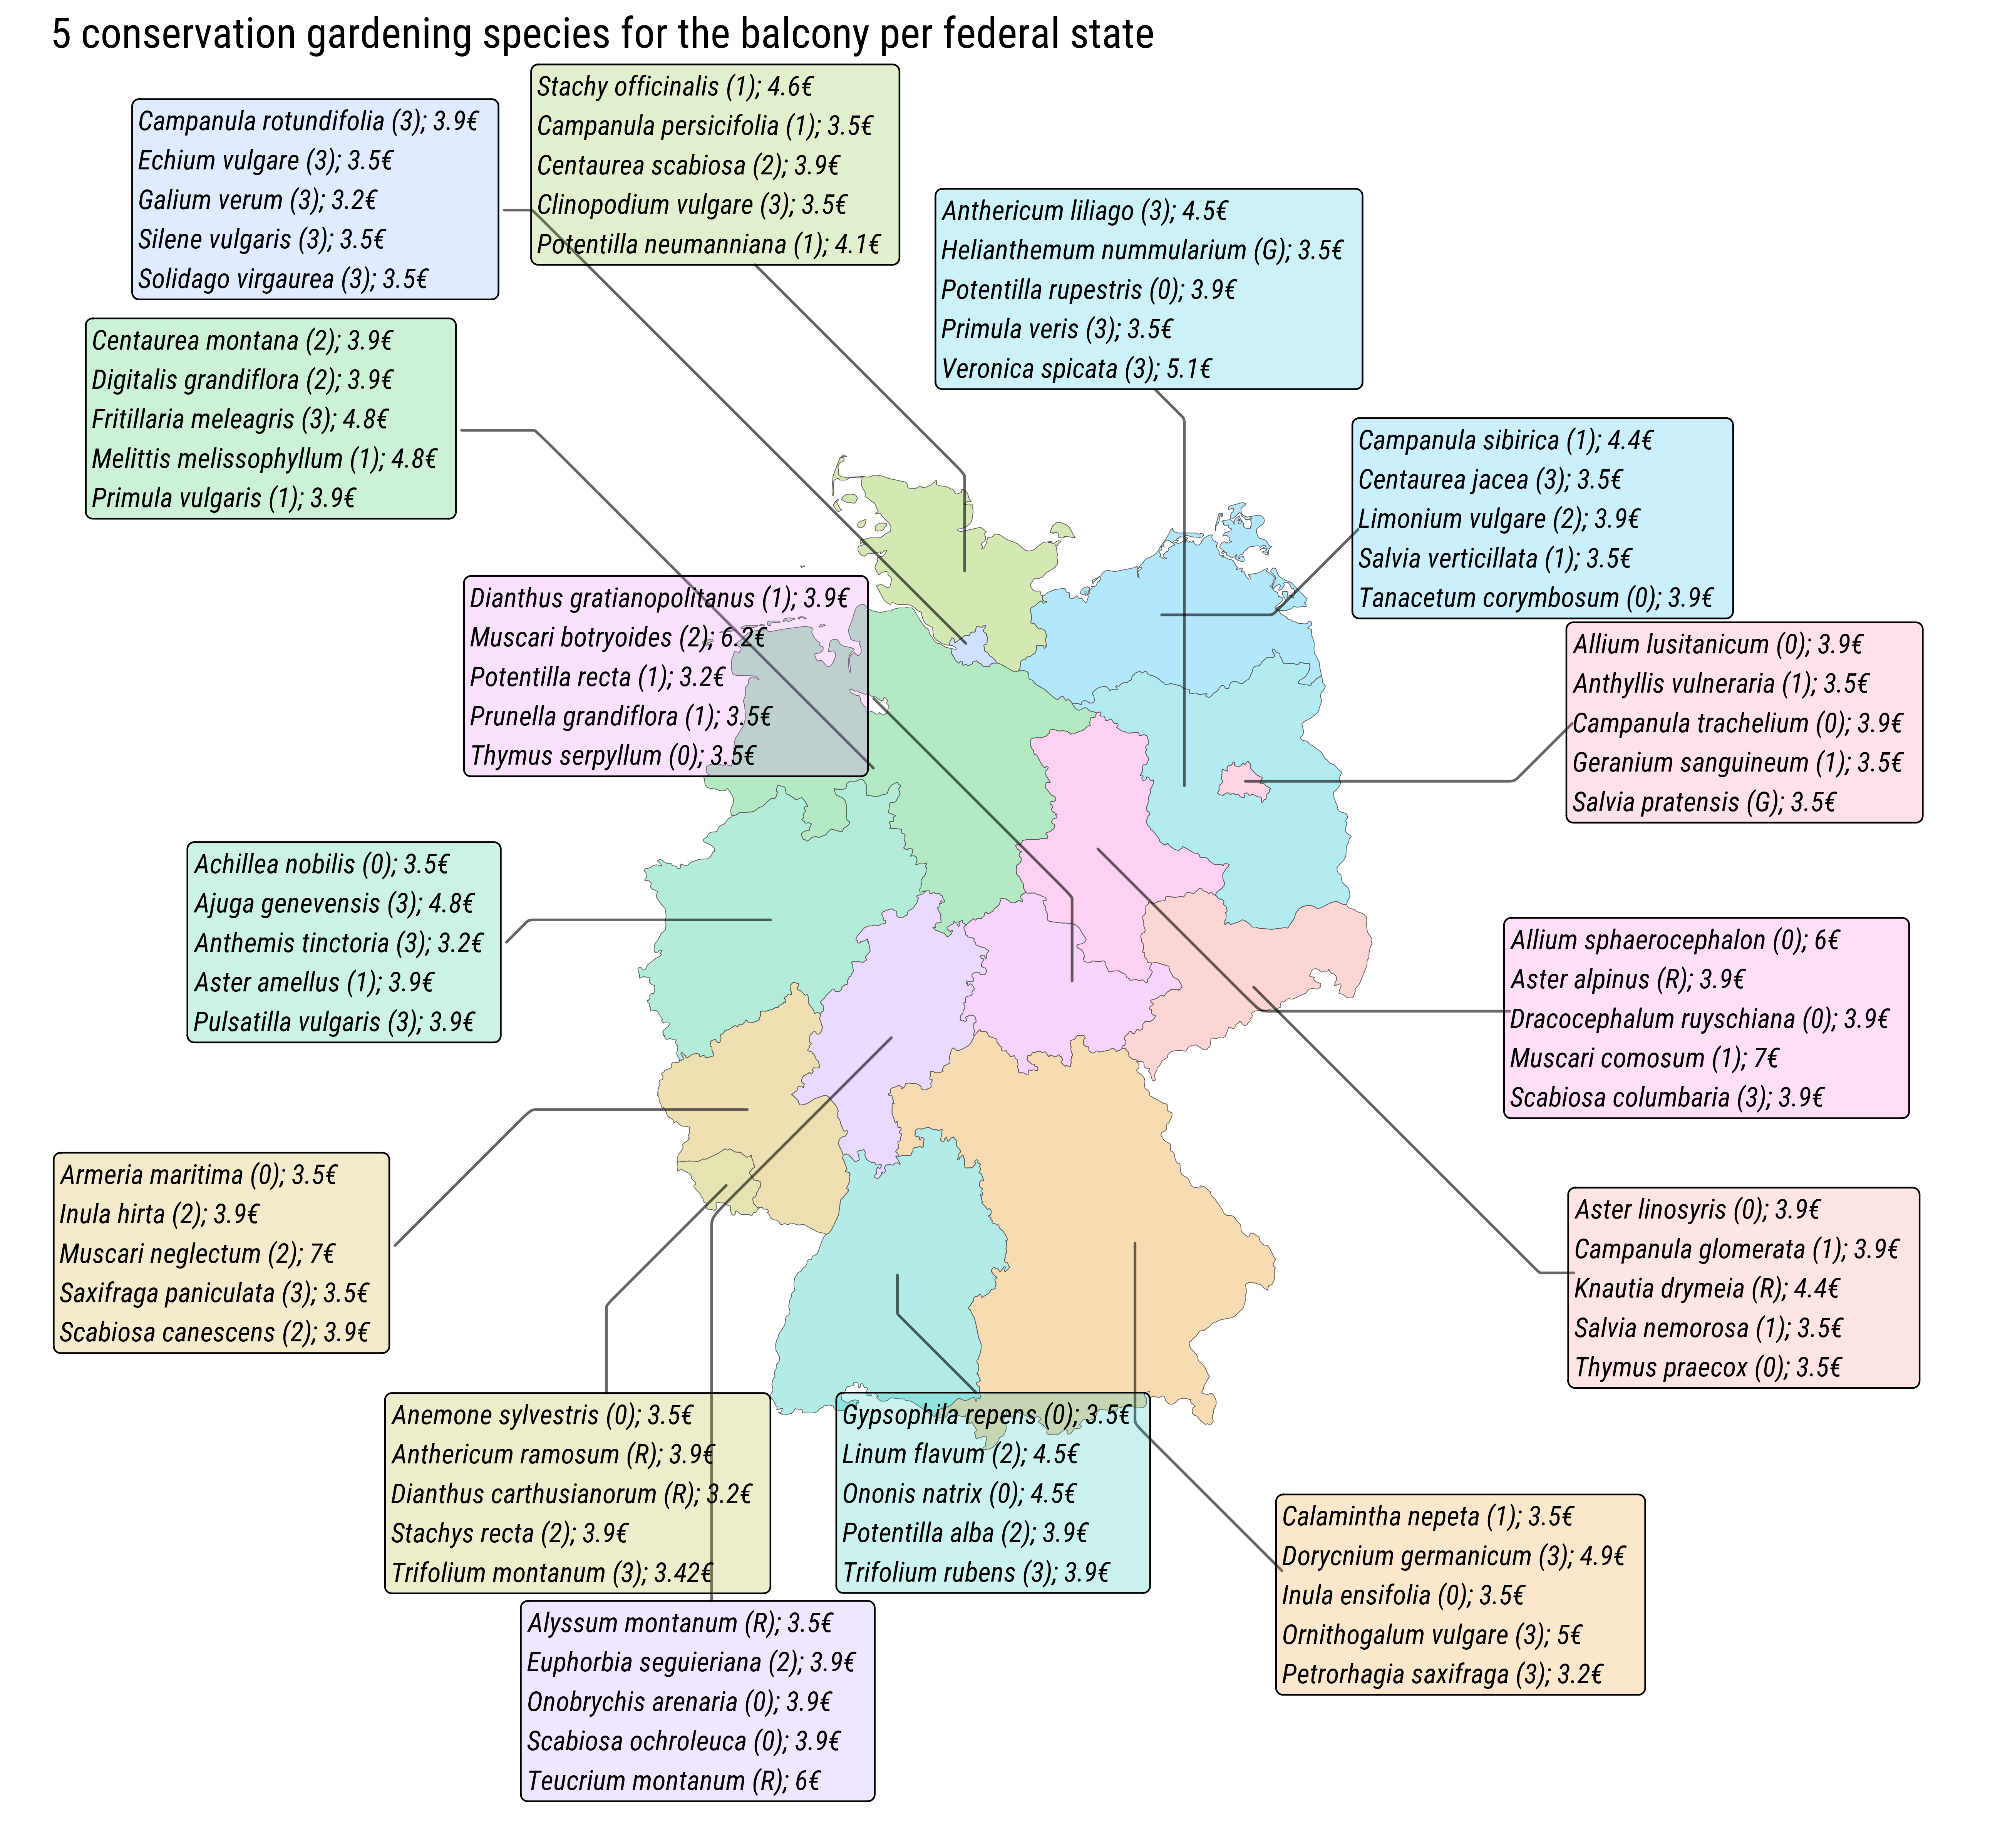 5 conservation gardening species for the balcony per federal state
Stachy officinalis (1); 4.6€
Campanula persicifolia (1); 3.5€
Centaurea scabiosa (2); 3.9€
Clinopodium vulgare (3); 3.5€
Potentilla neumanniana (1); 4.1€
Campanula rotundifolia (3); 3.9€
Echium vulgare (3); 3.5€
Galium verum (3); 3.2€
Silene vulgaris (3); 3.5€
Solidago virgaurea (3); 3.5€
Anthericum liliago (3); 4.5€
Helianthemum nummularium (G); 3.5€
Potentilla rupestris (0); 3.9€
Primula veris (3); 3.5€
Veronica spicata (3); 5.1€
Centaurea montana (2); 3.9€
Digitalis grandiflora (2); 3.9€
Fritillaria meleagris (3); 4.8€
Melittis melissophyllum (1); 4.8€
Primula vulgaris (1); 3.9€
Campanula sibirica (1); 4.4€
Centaurea jacea (3); 3.5€
Limonium vulgare (2); 3.9€
Salvia verticillata (1); 3.5€
Tanacetum corymbosum (0); 3.9€
Dianthus gratianopolitanus (1); 3.9€
Muscari botryoides (2); 6.2€
Potentilla recta (1); 3.2€
Prunella grandiflora (1); 3.5€
Thymus serpyllum (0); 3.5€
Allium lusitanicum (0); 3.9€
Anthyllis vulneraria (1); 3.5€
Campanula trachelium (0); 3.9€
Geranium sanguineum (1); 3.5€
Salvia pratensis (G); 3.5€
Achillea nobilis (0); 3.5€
Ajuga genevensis (3); 4.8€
Anthemis tinctoria (3); 3.2€
Aster amellus (1); 3.9€
Pulsatilla vulgaris (3); 3.9€
Allium sphaerocephalon (0); 6€
Aster alpinus (R); 3.9€
Dracocephalum ruyschiana (0); 3.9€
Muscari comosum (1); 7€
Scabiosa columbaria (3); 3.9€
Armeria maritima (0); 3.5€
Inula hirta (2); 3.9€
Muscari neglectum (2); 7€
Saxifraga paniculata (3); 3.5€
Scabiosa canescens (2); 3.9€
Aster linosyris (0); 3.9€
Campanula glomerata (1); 3.9€
Knautia drymeia (R); 4.4€
Salvia nemorosa (1); 3.5€
Thymus praecox (0); 3.5€
Anemone sylvestris (0); 3.5€
Anthericum ramosum (R); 3.9€
Dianthus carthusianorum (R); 3.2€
Stachys recta (2); 3.9€
Trifolium montanum (3); 3.42€
Gypsophila repens (0); 3.5€
Linum flavum (2); 4.5€
Ononis natrix (0); 4.5€
Potentilla alba (2); 3.9€
Trifolium rubens (3); 3.9€
Calamintha nepeta (1); 3.5€
Dorycnium germanicum (3); 4.9€
Inula ensifolia (0); 3.5€
Ornithogalum vulgare (3); 5€
Petrorhagia saxifraga (3); 3.2€
Alyssum montanum (R); 3.5€
Euphorbia seguieriana (2); 3.9€
Onobrychis arenaria (0); 3.9€
Scabiosa ochroleuca (0); 3.9€
Teucrium montanum (R); 6€